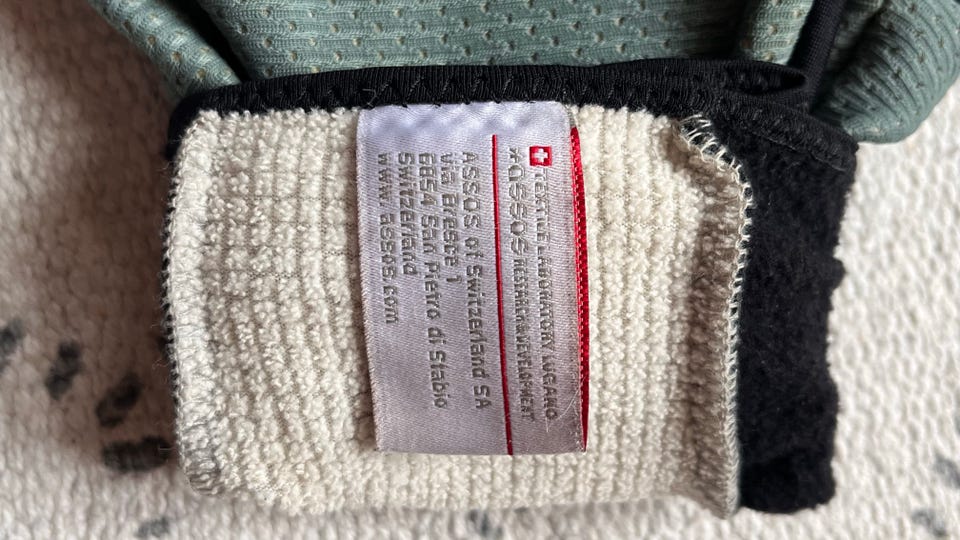 TEXTILE LABORATORY LUGANO
assos RESEARCH & DEVELOPMENT
ASSOS of Switzerland SA
via Breere 1
6854 San Pietro di Stabio
Switzerland
www.assos.com